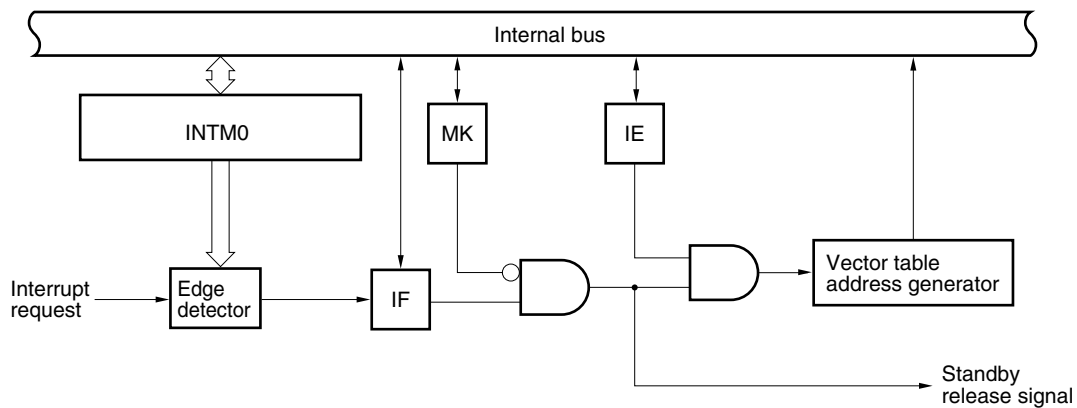 Internal bus
INTM0
MK
IE
Interrupt
request
Edge
detector
IF
Vector table
address generator
Standby
release signal